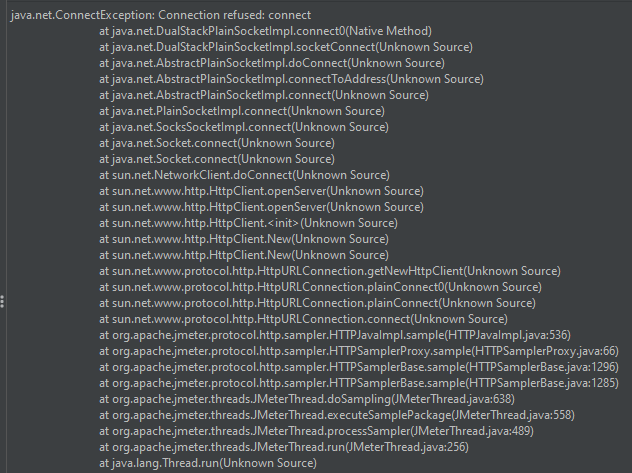 java.net.ConnectException: Connection refused: connect
at java.net.DualStackPlainSocketImpl.connect0(Native Method)
at java.net.DualStackPlainSocketImpl.socketConnect(Unknown Source)
at java.net.AbstractPlainSocketImpl.doConnect(Unknown Source)
at java.net.AbstractPlainSocketImpl.connectToAddress(Unknown Source)
at java.net.AbstractPlainSocketImpl.connect(Unknown Source)
at java.net.PlainSocketImpl.connect(Unknown Source)
at java.net.SocksSocketImpl.connect(Unknown Source)
at java.net.Socket.connect(Unknown Source)
at java.net.Socket.connect(Unknown Source)
at sun.net.NetworkClient.doConnect(Unknown Source)
at sun.net.www.http.HttpClient.openServer(Unknown Source)
at sun.net.www.http.HttpClient.openServer(Unknown Source)
at sun.net.www.http.HttpClient.<init>(Unknown Source)
at sun.net.www.http.HttpClient.New(Unknown Source)
at sun.net.www.http.HttpClient.New(Unknown Source)
at sun.net.www.protocol.http.HttpURLConnection.getNewHttpClient(Unknown Source)
at sun.net.www.protocol.http.HttpURLConnection.plainConnect0(Unknown Source)
at sun.net.www.protocol.http.HttpURLConnection.plainConnect(Unknown Source)
at sun.net.www.protocol.http.HttpURLConnection.connect(Unknown Source)
at org.apache.jmeter.protocol.http.sampler.HTTPJavaImpl.sample(HTTPJavaImpl.java:536)
at org.apache.jmeter.protocol.http.sampler.HTTPSamplerProxy.sample(HTTPSamplerProxy.java:66)
at org.apache.jmeter.protocol.http.sampler.HTTPSamplerBase.sample(HTTPSamplerBase.java:1296)
at org.apache.jmeter.protocol.http.sampler.HTTPSamplerBase.sample(HTTPSamplerBase.java:1285)
at org.apache.jmeter.threads.JMeterThread.doSampling(JMeterThread.java:638)
at org.apache.jmeter.threads.JMeterThread.executeSamplePackage(JMeterThread.java:558)
at org.apache.jmeter.threads.JMeterThread.processSampler(JMeterThread.java:489)
at org.apache.jmeter.threads.JMeterThread.run(JMeterThread.java:256)
at java.lang.Thread.run(Unknown Source)